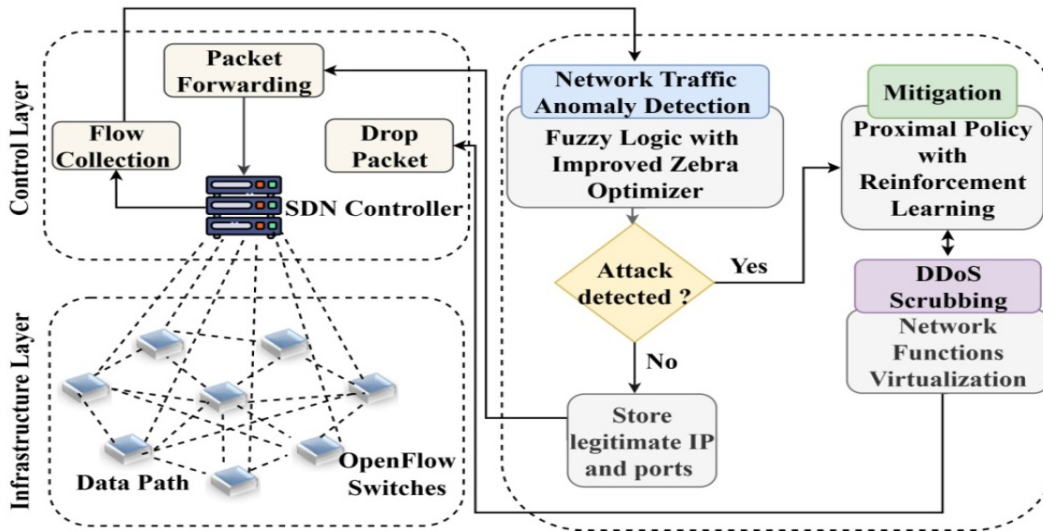 Control Layer
Packet
Forwarding
Flow
Collection
Drop
Packet
SDN Controller
Infrastructure Layer
Data Path
OpenFlow
Switches
Network Traffic
Anomaly Detection
Fuzzy Logic with
Improved Zebra
Optimizer
Attack
detected ?
Yes
No
Store
legitimate IP
and ports
Mitigation
Proximal Policy
with
Reinforcement
Learning
DDoS
Scrubbing
Network
Functions
Virtualization